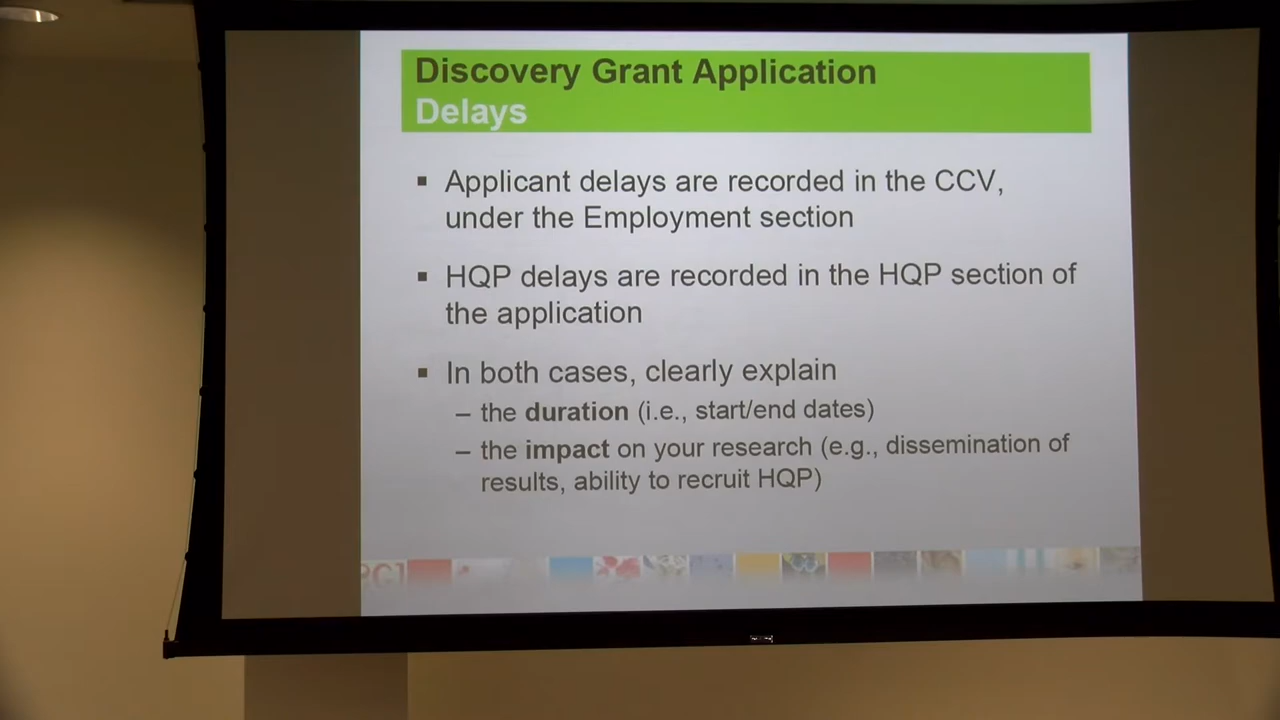 Discovery Grant Application
Delays
▪ Applicant delays are recorded in the CCV,
under the Employment section
▪ HQP delays are recorded in the HQP section of
the application
▪ In both cases, clearly explain
– the duration (i.e., start/end dates)
– the impact on your research (e.g., dissemination of
results, ability to recruit HQP)